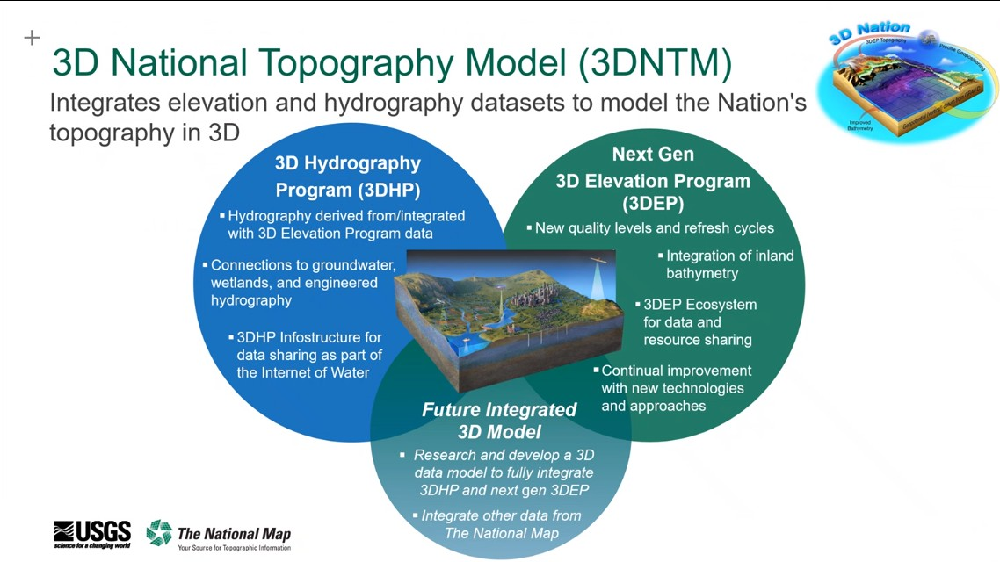 +
3D National Topography Model (3DNTM)
Integrates elevation and hydrography datasets to model the Nation's
topography in 3D
3D Nation
3DEP Topography
Precise Geopositioning
Improved
Bathymetry
3D Hydrography
Program (3DHP)
▪ Hydrography derived from/integrated
with 3D Elevation Program data
▪ Connections to groundwater,
wetlands, and engineered
hydrography
▪ 3DHP Infostructure for
data sharing as part of
the Internet of Water
Next Gen
3D Elevation Program
(3DEP)
▪ New quality levels and refresh cycles
▪ Integration of inland
bathymetry
▪ 3DEP Ecosystem
for data and
resource sharing
▪ Continual improvement
with new technologies
and approaches
Future Integrated
3D Model
▪ Research and develop a 3D
data model to fully integrate
3DHP and next gen 3DEP
▪ Integrate other data from
The National Map
USGS
science for a changing world
The National Map
Your Source for Topographic Information